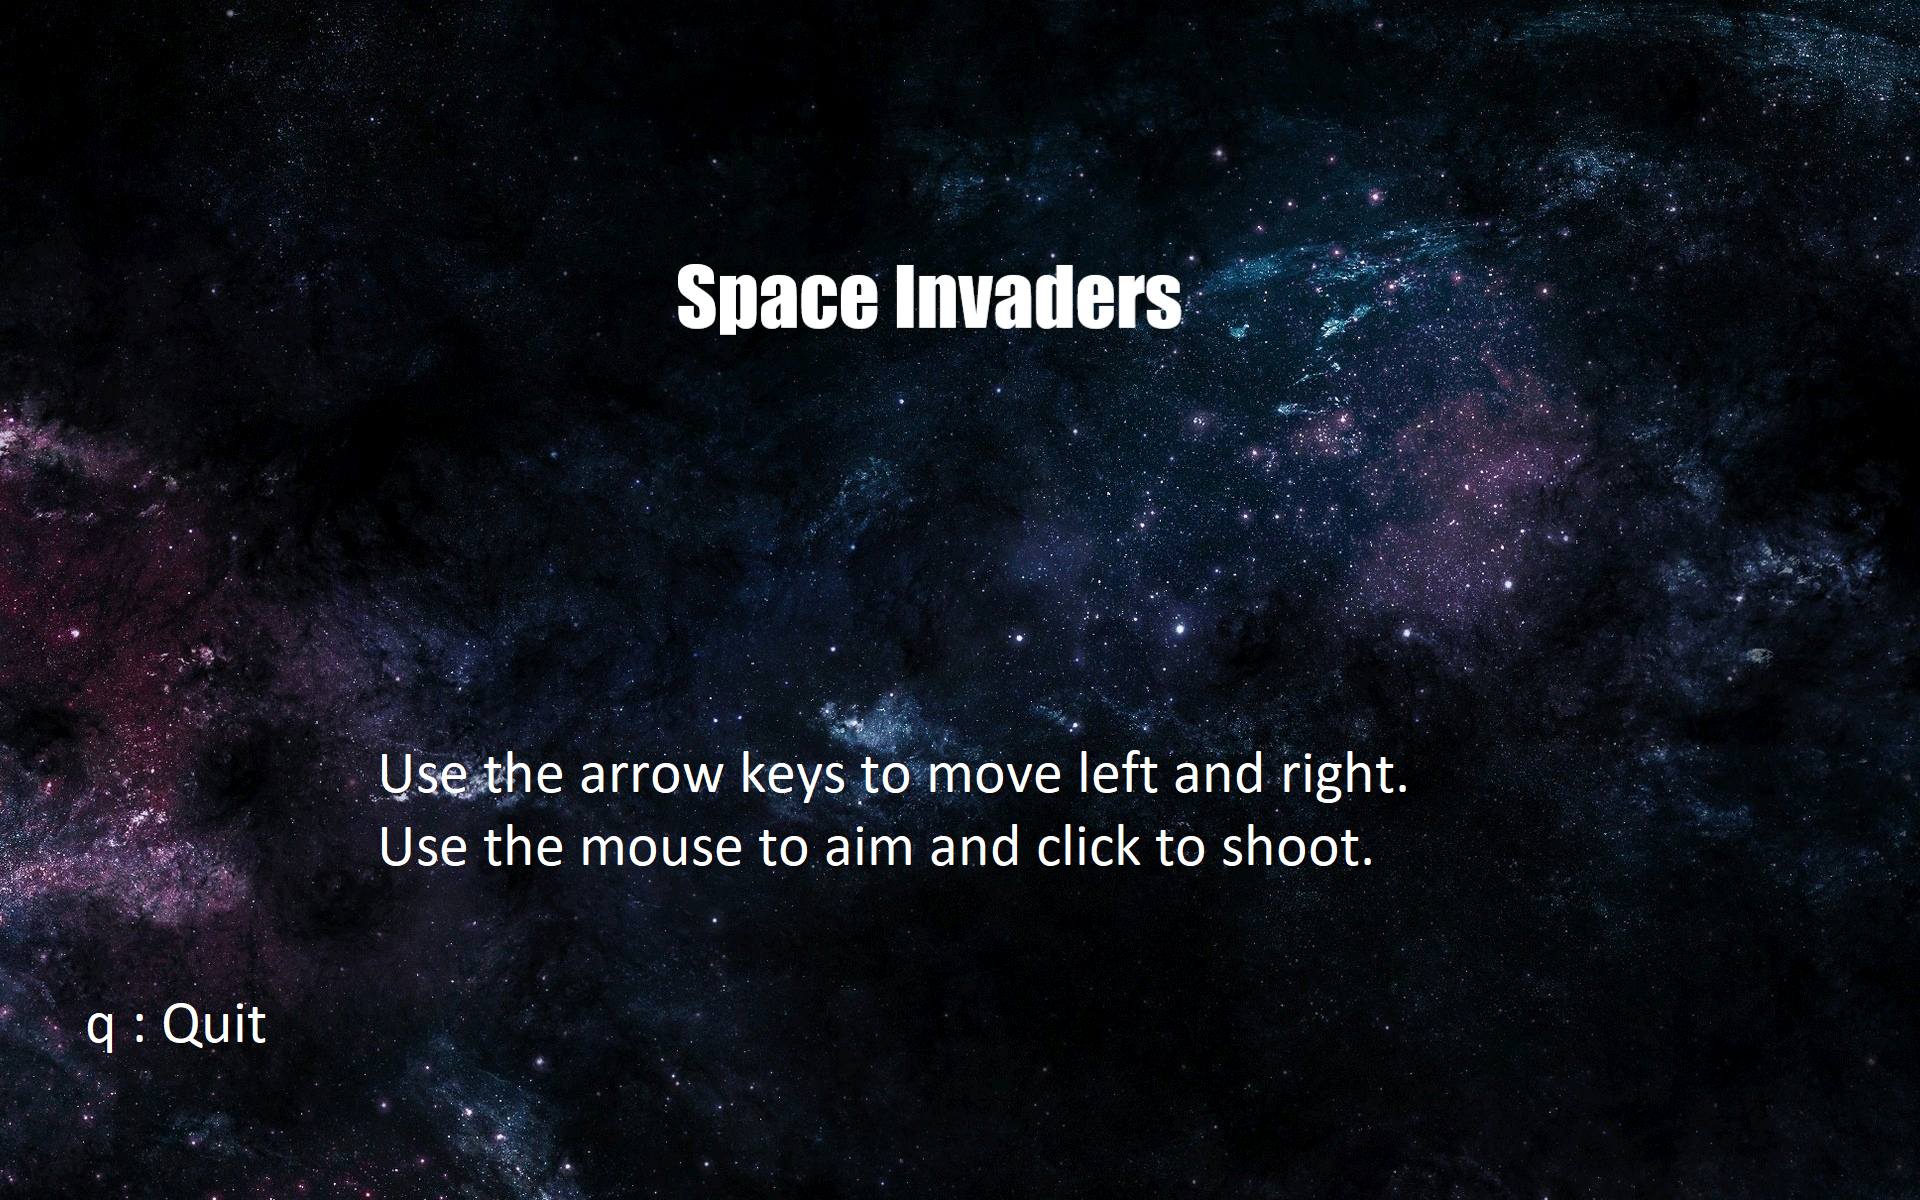 Space Invaders
Use the arrow keys to move left and right.
Use the mouse to aim and click to shoot.
q : Quit